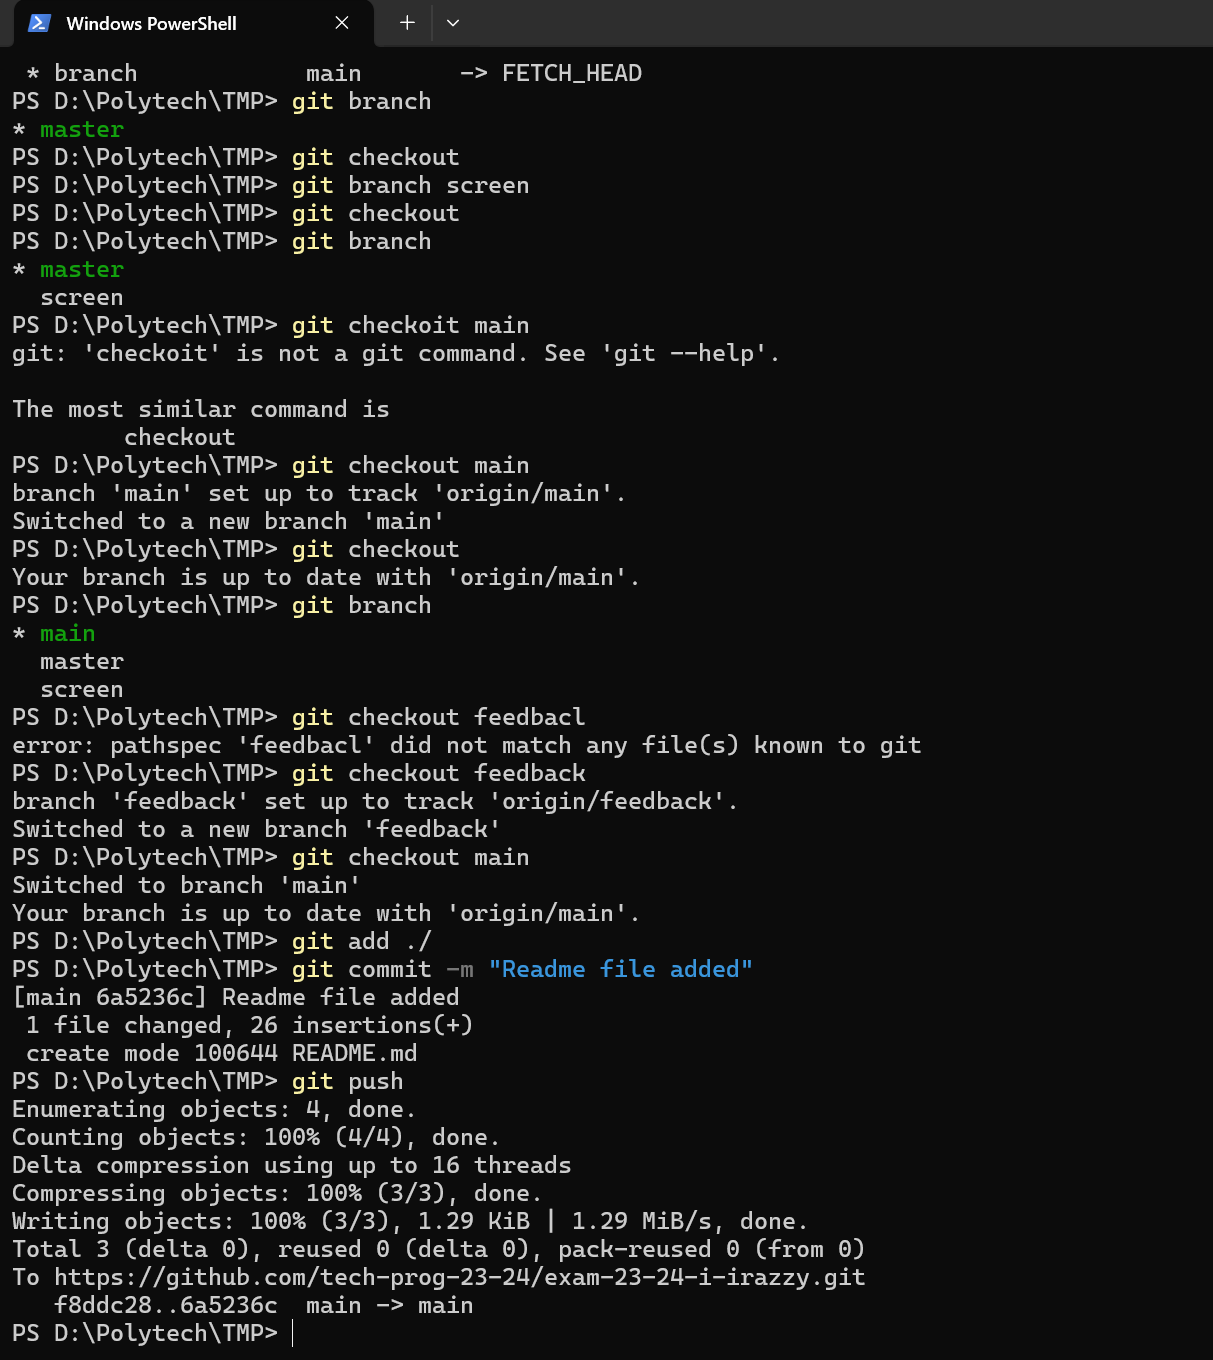 Windows PowerShell
 * branch            main       -> FETCH_HEAD
PS D:\Polytech\TMP> git branch
* master
PS D:\Polytech\TMP> git checkout
PS D:\Polytech\TMP> git branch screen
PS D:\Polytech\TMP> git checkout
PS D:\Polytech\TMP> git branch
* master
  screen
PS D:\Polytech\TMP> git checkoit main
git: 'checkoit' is not a git command. See 'git --help'.

The most similar command is
        checkout
PS D:\Polytech\TMP> git checkout main
branch 'main' set up to track 'origin/main'.
Switched to a new branch 'main'
PS D:\Polytech\TMP> git checkout
Your branch is up to date with 'origin/main'.
PS D:\Polytech\TMP> git branch
* main
  master
  screen
PS D:\Polytech\TMP> git checkout feedbacl
error: pathspec 'feedbacl' did not match any file(s) known to git
PS D:\Polytech\TMP> git checkout feedback
branch 'feedback' set up to track 'origin/feedback'.
Switched to a new branch 'feedback'
PS D:\Polytech\TMP> git checkout main
Switched to branch 'main'
Your branch is up to date with 'origin/main'.
PS D:\Polytech\TMP> git add ./
PS D:\Polytech\TMP> git commit -m "Readme file added"
[main 6a5236c] Readme file added
 1 file changed, 26 insertions(+)
 create mode 100644 README.md
PS D:\Polytech\TMP> git push
Enumerating objects: 4, done.
Counting objects: 100% (4/4), done.
Delta compression using up to 16 threads
Compressing objects: 100% (3/3), done.
Writing objects: 100% (3/3), 1.29 KiB | 1.29 MiB/s, done.
Total 3 (delta 0), reused 0 (delta 0), pack-reused 0 (from 0)
To https://github.com/tech-prog-23-24/exam-23-24-i-irazzy.git
   f8ddc28..6a5236c  main -> main
PS D:\Polytech\TMP>